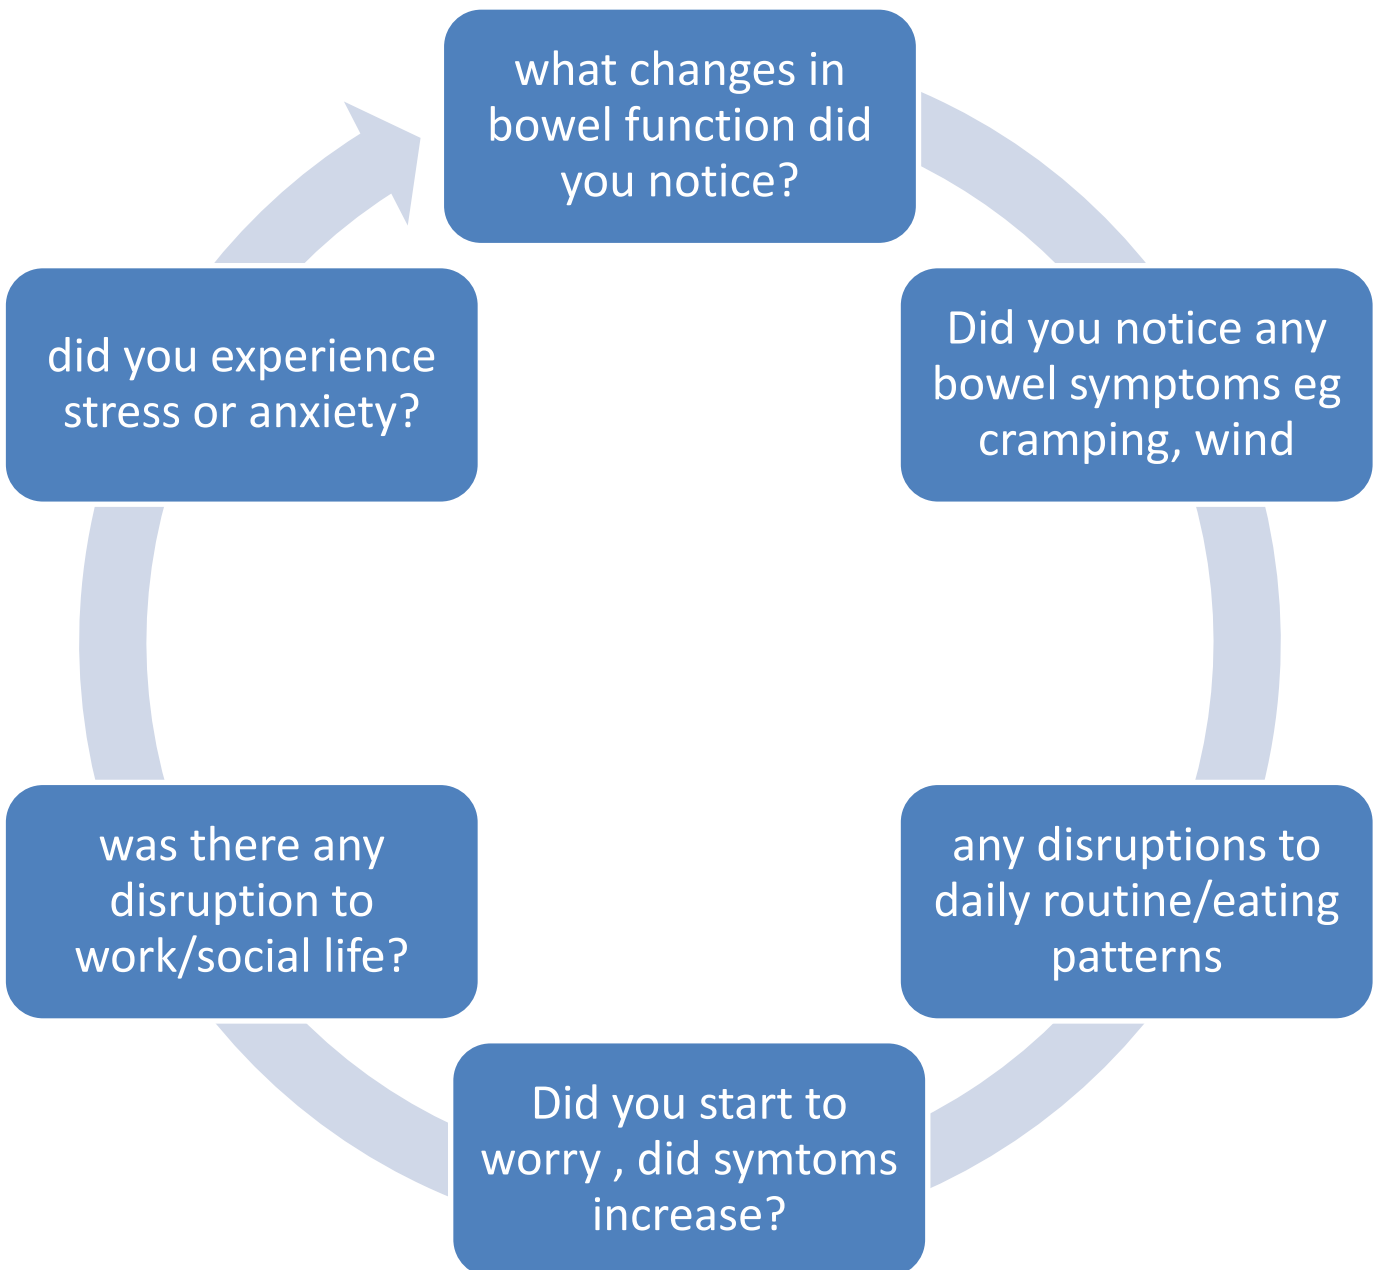 what changes in
bowel function did
you notice?
Did you notice any
bowel symptoms eg
cramping, wind
any disruptions to
daily routine/eating
patterns
Did you start to
worry , did symtoms
increase?
was there any
disruption to
work/social life?
did you experience
stress or anxiety?